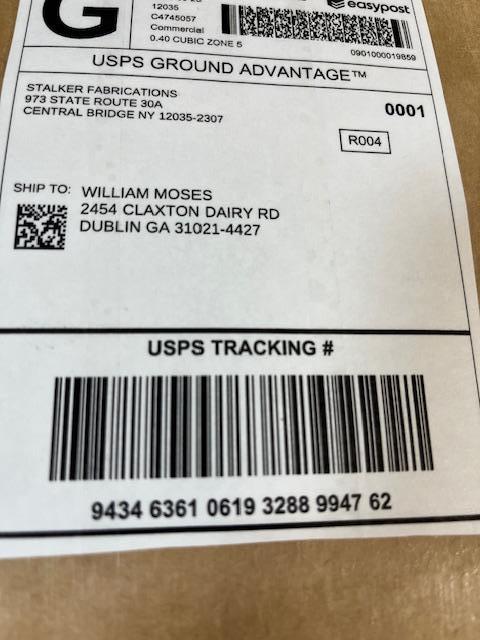 G
12035
C4745057
Commercial
0.40 CUBIC ZONE 5
easypost
0901000019859
USPS GROUND ADVANTAGE™
STALKER FABRICATIONS
973 STATE ROUTE 30A
CENTRAL BRIDGE NY 12035-2307
0001
R004
SHIP TO: WILLIAM MOSES
2454 CLAXTON DAIRY RD
DUBLIN GA 31021-4427
USPS TRACKING #
9434 6361 0619 3288 9947 62